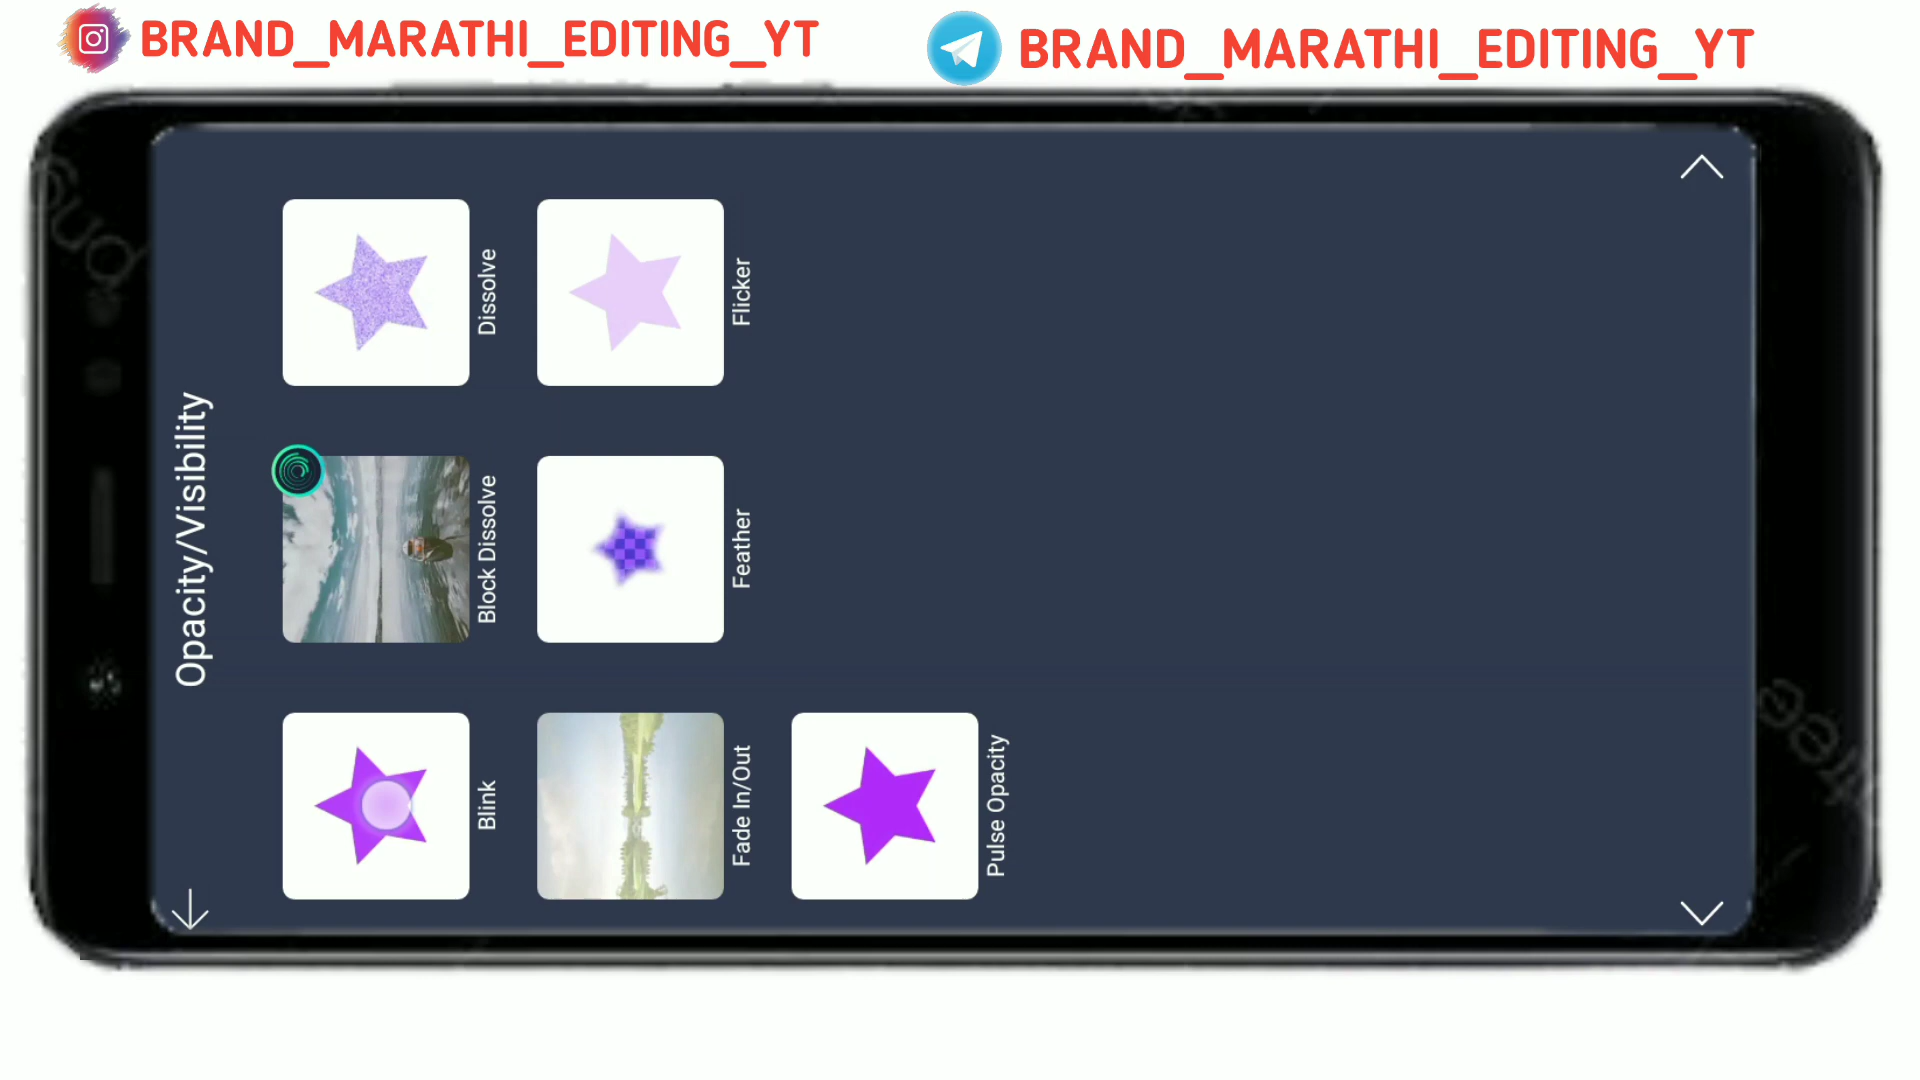 BRAND_MARATHI_EDITING_YT
BRAND_MARATHI_EDITING_YT
Opacity/Visibility
Blink
Block Dissolve
Dissolve
Fade In/Out
Feather
Flicker
Pulse Opacity